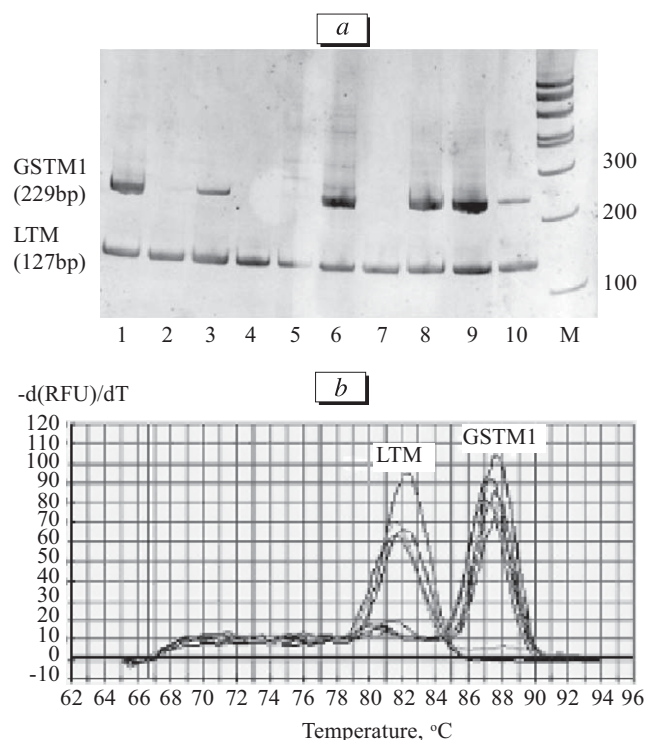 a
GSTM1
(229bp)
LTM
(127bp)
300
200
100
1 2 3 4 5 6 7 8 9 10 M
b
-d(RFU)/dT
LTM
GSTM1
120
110
100
90
80
70
60
50
40
30
20
10
0
-10
62 64 66 68 70 72 74 76 78 80 82 84 86 88 90 92 94 96
Temperature, °C